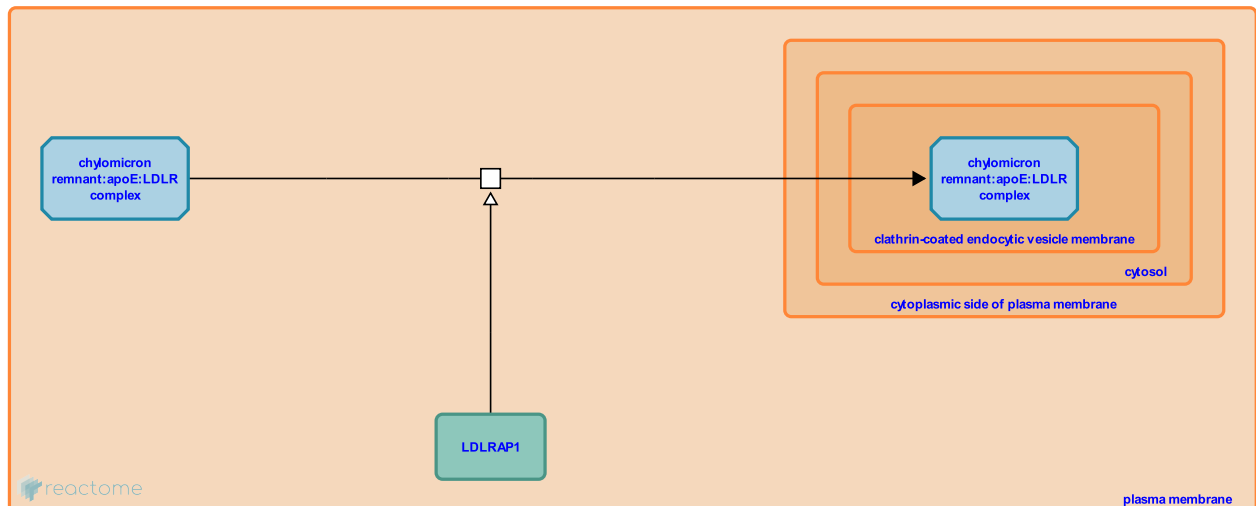 chylomicron
remnant:apoE:LDLR
complex
chylomicron
remnant:apoE:LDLR
complex
clathrin-coated endocytic vesicle membrane
cytosol
cytoplasmic side of plasma membrane
LDLRAP1
reactome
plasma membrane